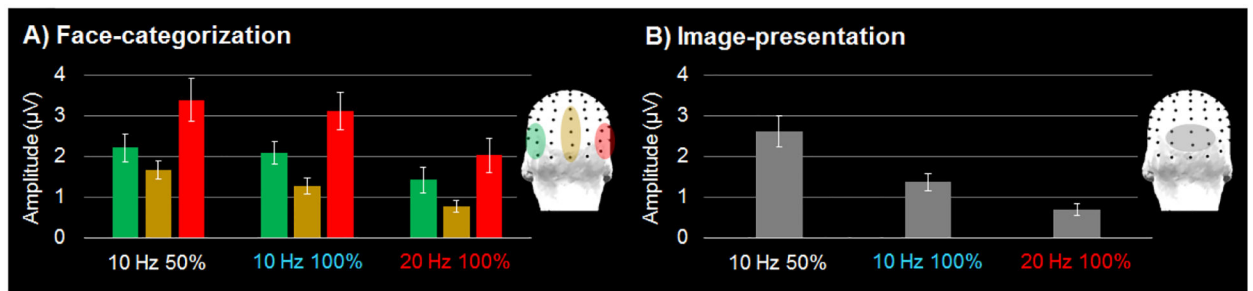 A) Face-categorization
Amplitude (µV)
4
3
2
1
0
10 Hz 50%
10 Hz 100%
20 Hz 100%
B) Image-presentation
Amplitude (µV)
4
3
2
1
0
10 Hz 50%
10 Hz 100%
20 Hz 100%